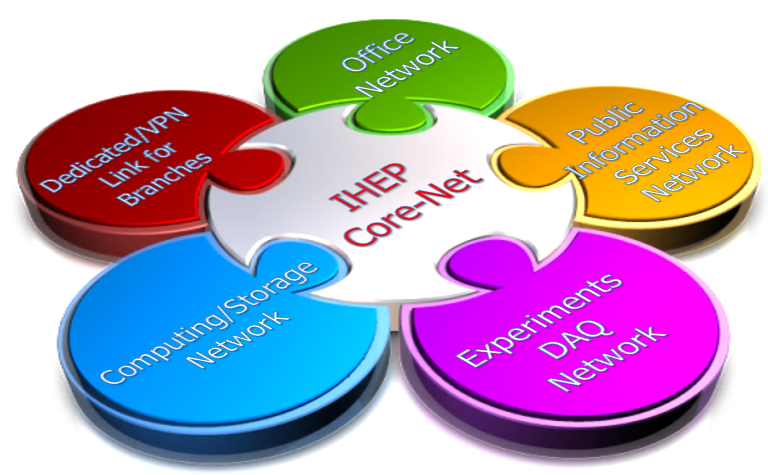 Office
Network
Dedicated/VPN
Link for
Branches
Public
Information
Services
Network
IHEP
Core-Net
Computing/Storage
Network
Experiments
DAQ
Network